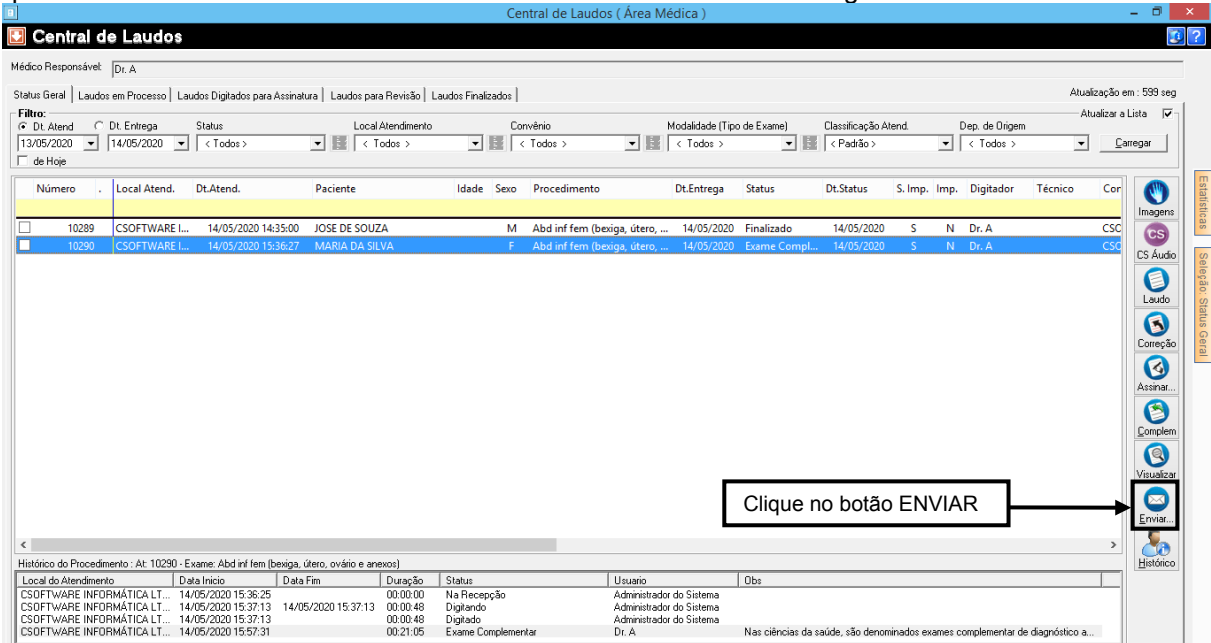 Central de Laudos ( Área Médica )
Central de Laudos
Médico Responsável: Dr. A
Status Geral Laudos em Processo Laudos Digitados para Assinatura Laudos para Revisão Laudos Finalizados Atualização em : 599 seg
Filtro: Atualizar a Lista
Dt. Atend Dt. Entrega Status Local Atendimento Convênio Modalidade (Tipo de Exame) Classificação Atend. Dep. de Origem
13/05/2020 14/05/2020 < Todos > < Todos > < Todos > < Todos > < Padrão > < Todos > Carregar
de Hoje
Número . Local Atend. Dt.Atend. Paciente Idade Sexo Procedimento Dt.Entrega Status Dt.Status S. Imp. Imp. Digitador Técnico Cor
10289 CSOFTWARE I... 14/05/2020 14:35:00 JOSE DE SOUZA M Abd inf fem (bexiga, útero, ... 14/05/2020 Finalizado 14/05/2020 S N Dr. A CSC
10290 CSOFTWARE I... 14/05/2020 15:36:27 MARIA DA SILVA F Abd inf fem (bexiga, útero, ... 14/05/2020 Exame Compl... 14/05/2020 S N Dr. A CSC
Imagens
CS
CS Áudio
Laudo
Correção
Assinar...
Complem
Visualizar
Enviar...
Histórico
Estatísticas
Seleção: Status Geral
Clique no botão ENVIAR
Histórico do Procedimento : At: 10290 - Exame: Abd inf fem (bexiga, útero, ovário e anexos)
Local do Atendimento Data Inicio Data Fim Duração Status Usuario Obs
CSOFTWARE INFORMÁTICA LT... 14/05/2020 15:36:25 00:00:00 Na Recepção Administrador do Sistema
CSOFTWARE INFORMÁTICA LT... 14/05/2020 15:37:13 14/05/2020 15:37:13 00:00:48 Digitando Administrador do Sistema
CSOFTWARE INFORMÁTICA LT... 14/05/2020 15:37:13 00:00:48 Digitado Administrador do Sistema
CSOFTWARE INFORMÁTICA LT... 14/05/2020 15:57:31 00:21:05 Exame Complementar Dr. A Nas ciências da saúde, são denominados exames complementar de diagnóstico a...